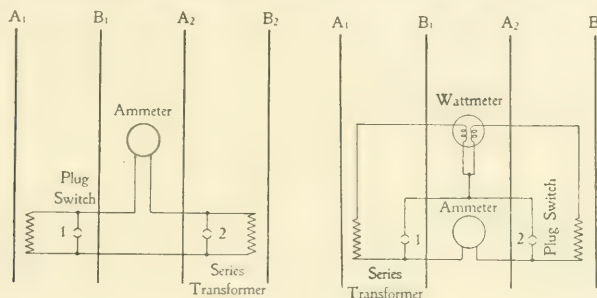 A1 B1 A2 B2
Ammeter
Plug
Switch
1 2
Series
Transformer
A1 B1 A2 B
Wattmeter
Ammeter
Plug Switch
1 2
Series
Transformer